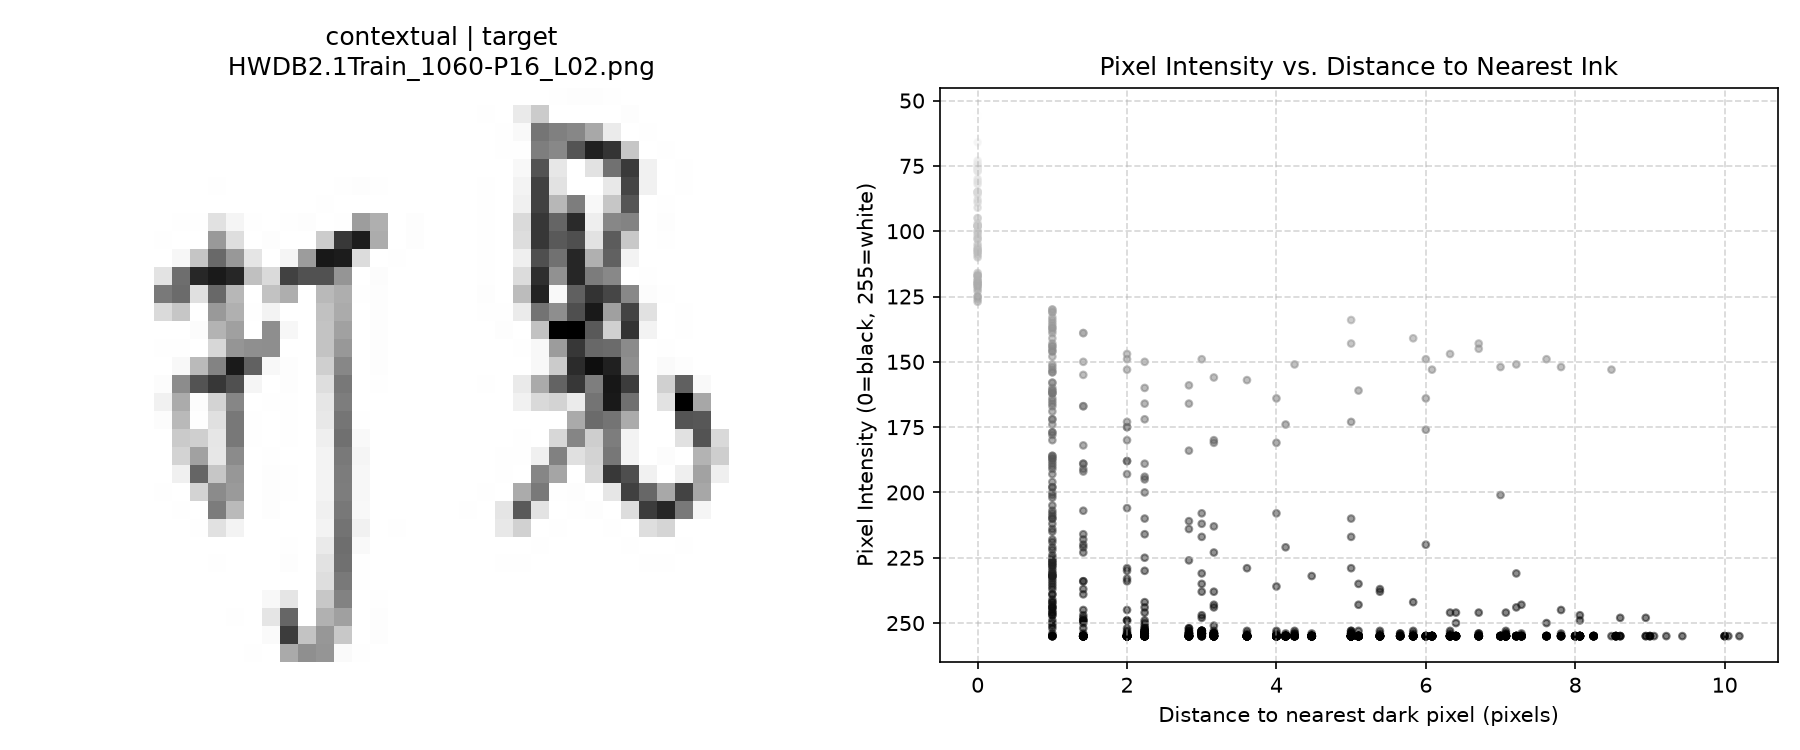 contextual | target
HWDB2.1Train_1060-P16_L02.png
Pixel Intensity vs. Distance to Nearest Ink
Pixel Intensity (0=black, 255=white)
50
75
100
125
150
175
200
225
250
0 2 4 6 8 10
Distance to nearest dark pixel (pixels)